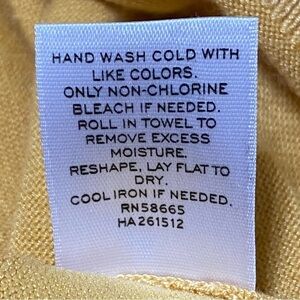 HAND WASH COLD WITH
LIKE COLORS.
ONLY NON-CHLORINE
BLEACH IF NEEDED.
ROLL IN TOWEL TO
REMOVE EXCESS
MOISTURE.
RESHAPE, LAY FLAT TO
DRY.
COOL IRON IF NEEDED.
RN58665
HA261512